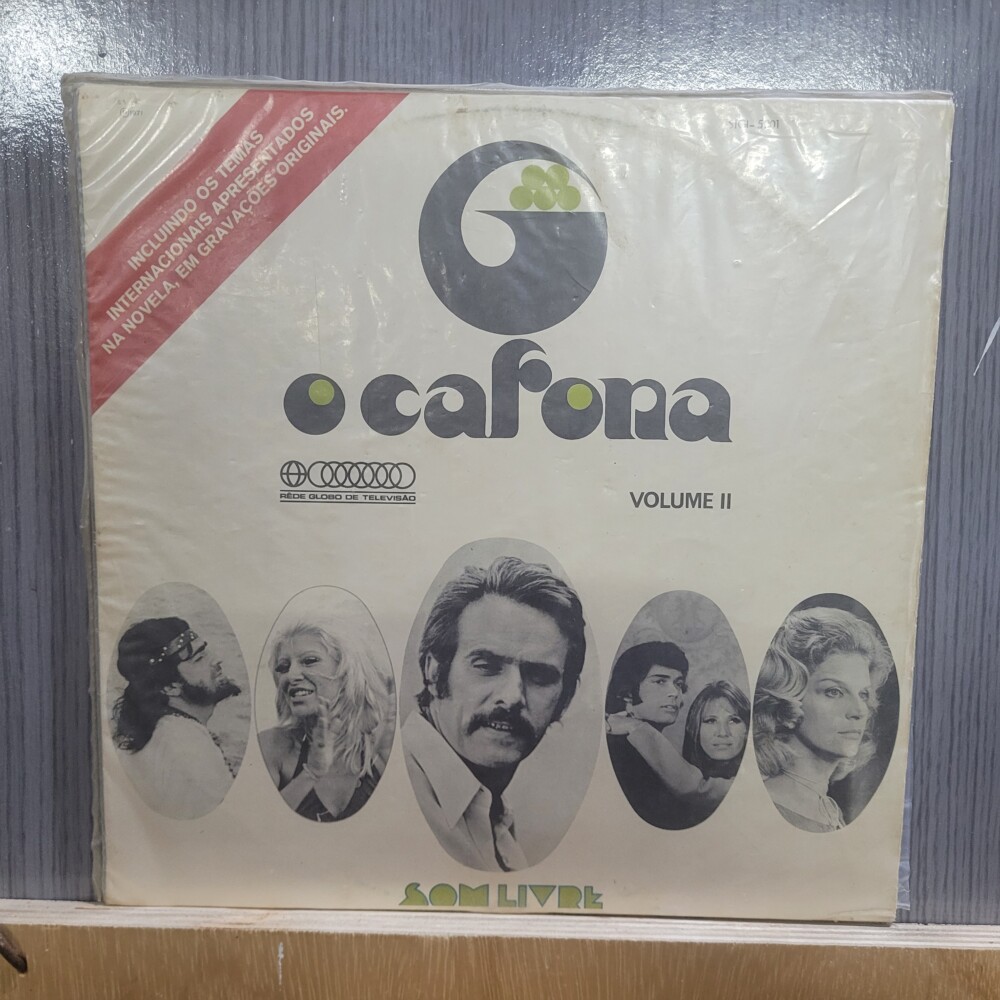 INCLUINDO OS TEMAS
INTERNACIONAIS APRESENTADOS
NA NOVELA, EM GRAVAÇÕES ORIGINAIS.
o cafona
RÊDE GLOBO DE TELEVISÃO
VOLUME II
SOM LIVRE